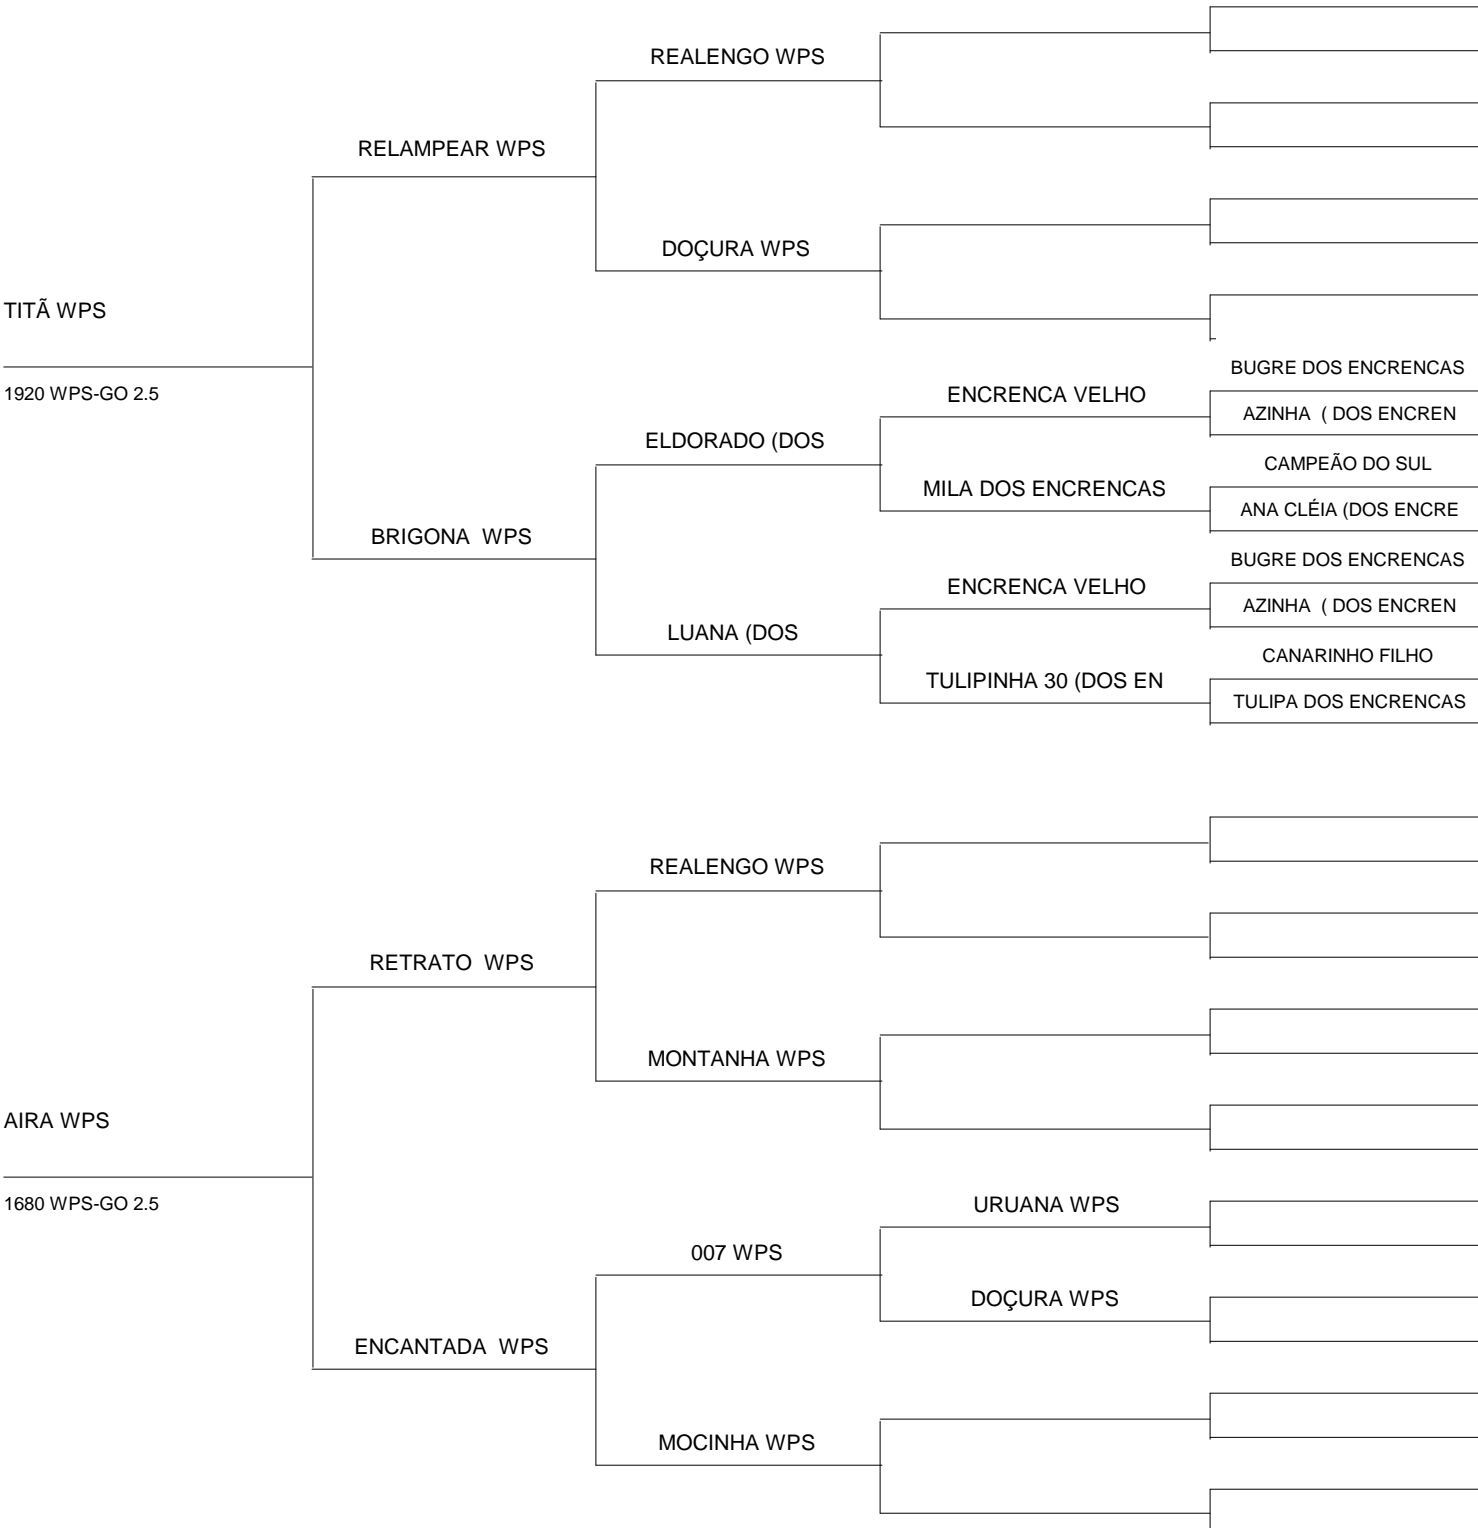 REALENGO WPS
RELAMPEAR WPS
DOÇURA WPS
TITÃ WPS
1920 WPS-GO 2.5
BUGRE DOS ENCRENCAS
ENCRENCA VELHO
AZINHA ( DOS ENCREN
ELDORADO (DOS
CAMPEÃO DO SUL
MILA DOS ENCRENCAS
ANA CLÉIA (DOS ENCRE
BRIGONA WPS
BUGRE DOS ENCRENCAS
ENCRENCA VELHO
AZINHA ( DOS ENCREN
LUANA (DOS
CANARINHO FILHO
TULIPINHA 30 (DOS EN
TULIPA DOS ENCRENCAS
REALENGO WPS
RETRATO WPS
MONTANHA WPS
AIRA WPS
1680 WPS-GO 2.5
URUANA WPS
007 WPS
DOÇURA WPS
ENCANTADA WPS
MOCINHA WPS